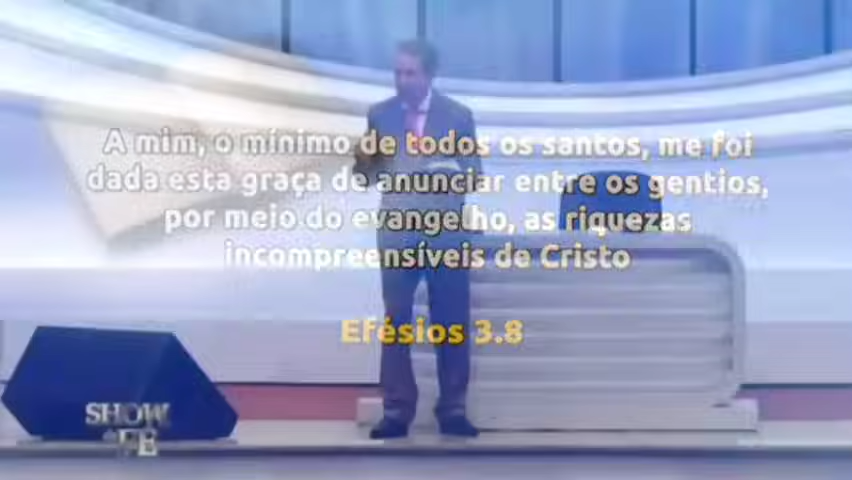 A mim, o mínimo de todos os santos, me foi
dada esta graça de anunciar entre os gentios,
por meio do evangelho, as riquezas
incompreensíveis de Cristo
Efésios 3.8
SHOW
da FÉ